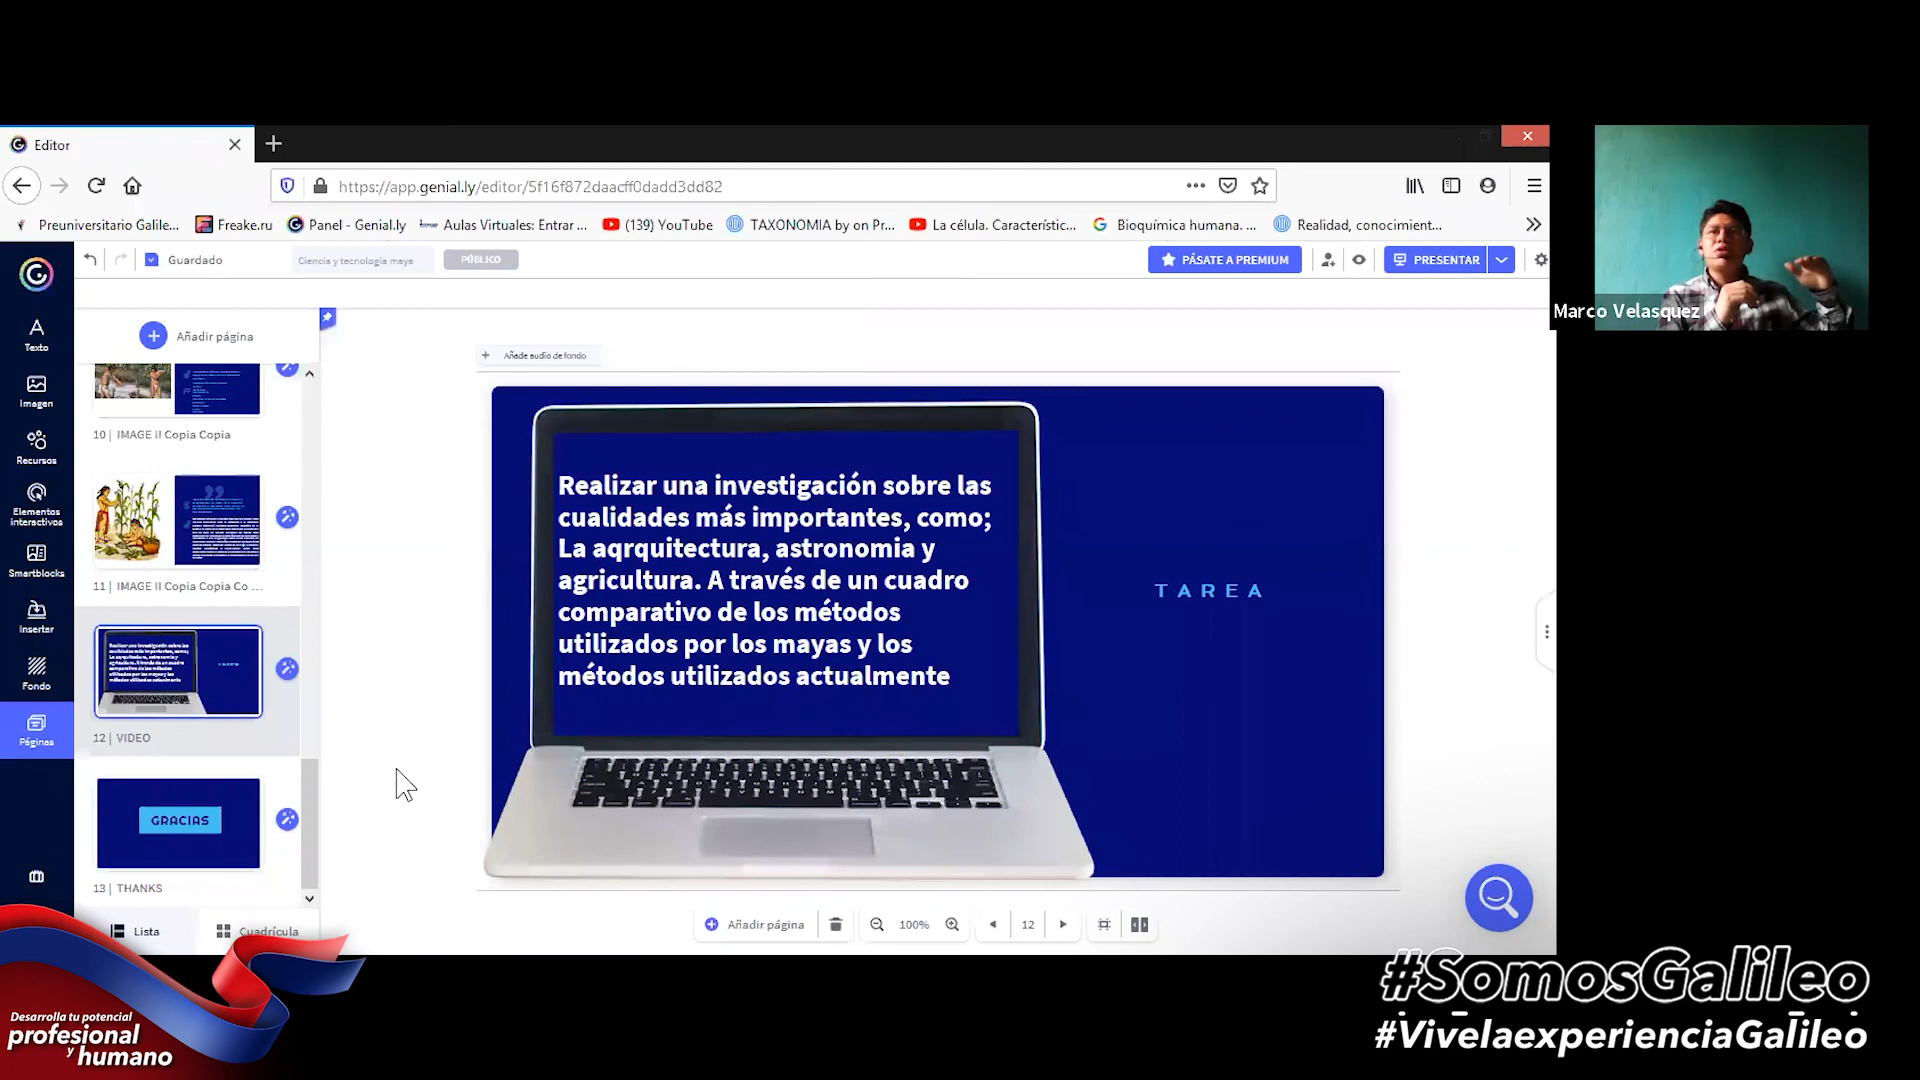 Editor
https://app.genial.ly/editor/5f16f872daacff0dadd3dd82
Preuniversitario Galile...
Freake.ru
Panel - Genial.ly
Aulas Virtuales: Entrar ...
(139) YouTube
TAXONOMIA by on Pr...
La célula. Característic...
Bioquímica humana. ...
Realidad, conocimient...
Guardado
Ciencia y tecnología maya
PÚBLICO
PÁSATE A PREMIUM
PRESENTAR
Marco Velasquez
Texto
Imagen
Recursos
Elementos
interactivos
Smartblocks
Insertar
Fondo
Páginas
Añadir página
10 | IMAGE II Copia Copia
11 | IMAGE II Copia Copia Co ...
12 | VIDEO
GRACIAS
13 | THANKS
Lista
Cuadrícula
Añade audio de fondo
Realizar una investigación sobre las
cualidades más importantes, como;
La aqrquitectura, astronomia y
agricultura. A través de un cuadro
comparativo de los métodos
utilizados por los mayas y los
métodos utilizados actualmente
TAREA
Añadir página
100%
12
Desarrolla tu potencial
profesional
y humano
#SomosGalileo
#VivelaexperienciaGalileo